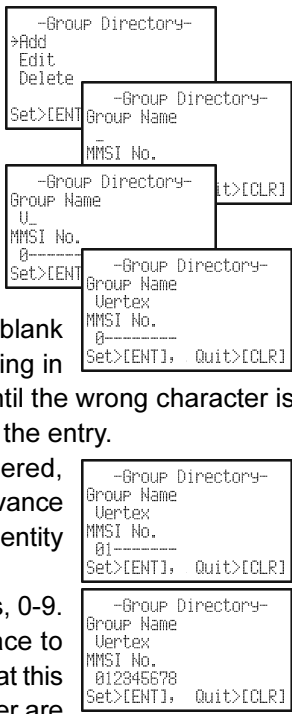 -Group Directory-
→Add
Edit
Delete
Set>[ENT
-Group Directory-
Group Name
_
MMSI No.
it>[CLR]
-Group Directory-
Group Name
V_
MMSI No.
0--------
Set>[ENT
-Group Directory-
Group Name
Vertex
MMSI No.
0--------
Set>[ENT], Quit>[CLR]
blank
ing in
til the wrong character is
the entry.
ered,
vance
entity
-Group Directory-
Group Name
Vertex
MMSI No.
01-------
Set>[ENT], Quit>[CLR]
s, 0-9.
ce to
at this
er are
-Group Directory-
Group Name
Vertex
MMSI No.
012345678
Set>[ENT], Quit>[CLR]